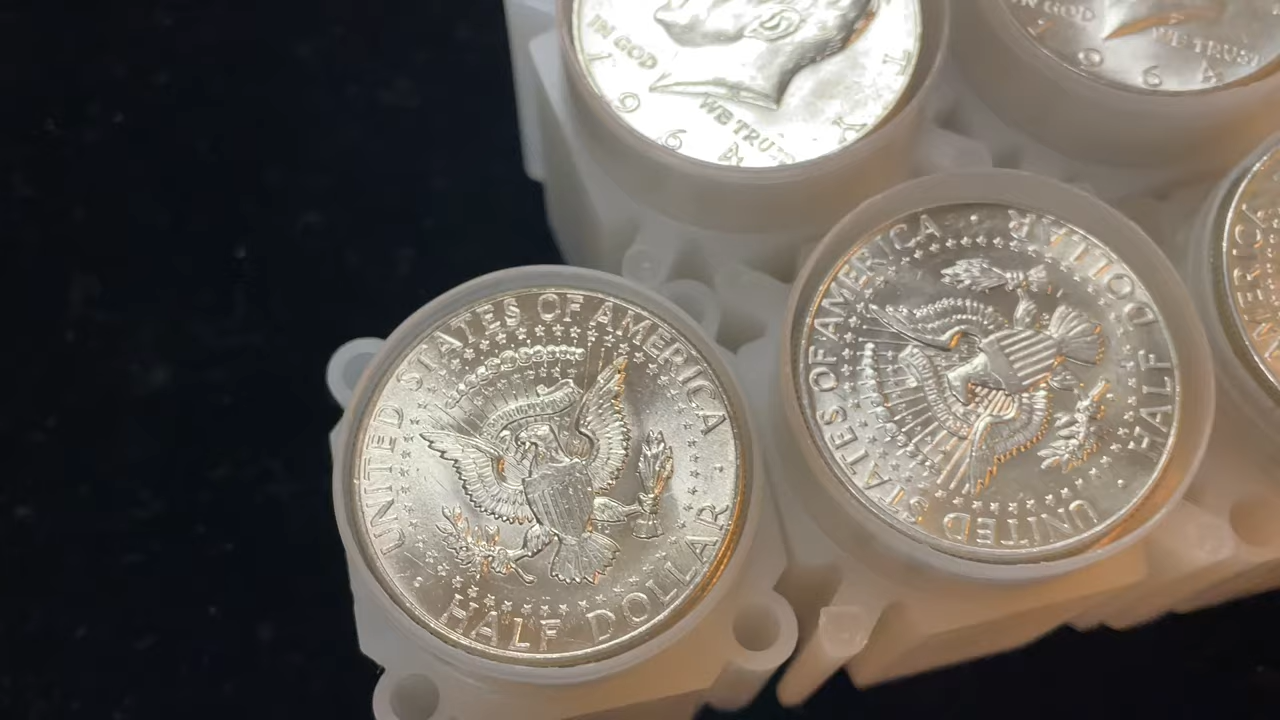 IN GOD
WE TRUST
1964
IN GOD
WE TRUST
1964
UNITED STATES OF AMERICA
HALF DOLLAR
UNITED STATES OF AMERICA
HALF DOLLAR
AMERICA